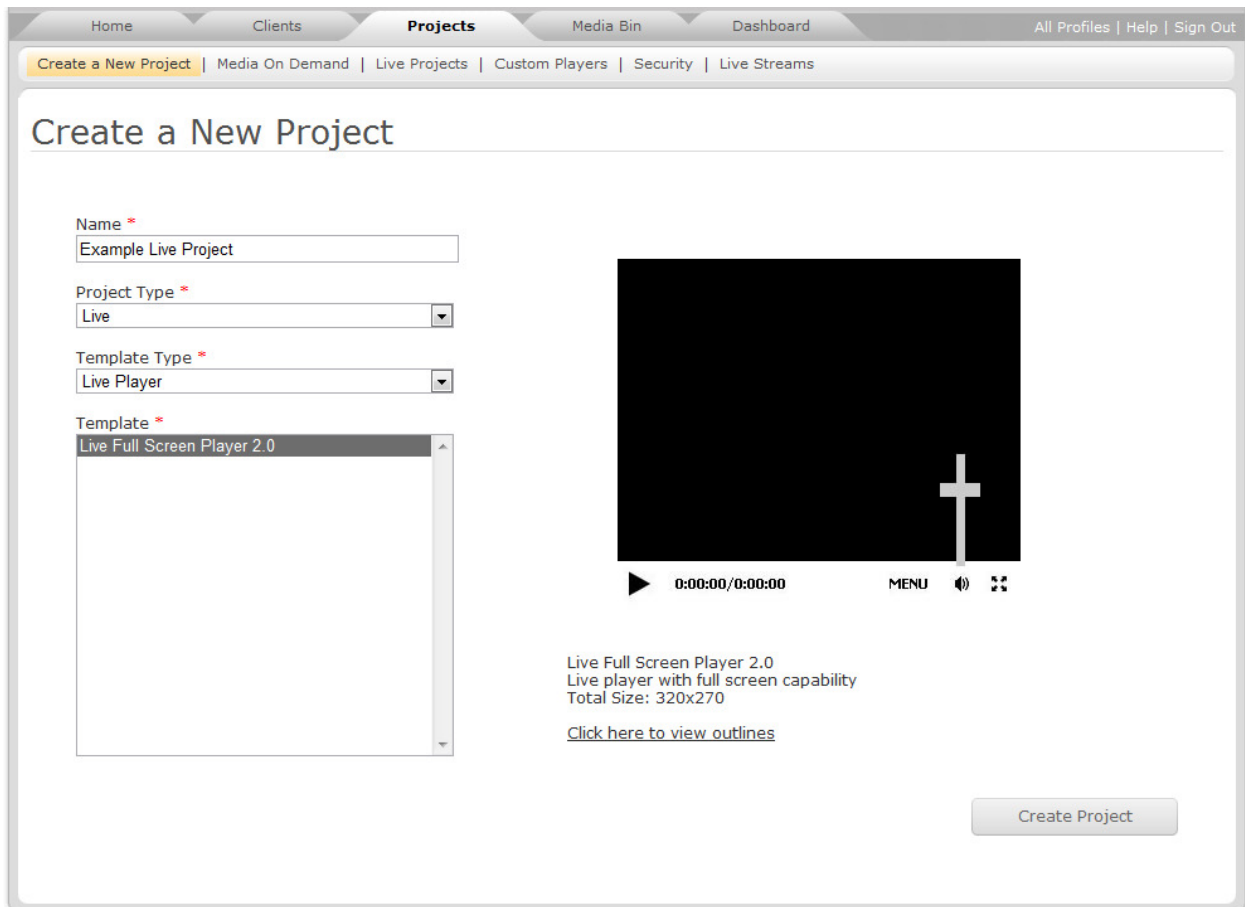 Home Clients Projects Media Bin Dashboard All Profiles | Help | Sign Out
Create a New Project | Media On Demand | Live Projects | Custom Players | Security | Live Streams
Create a New Project
Name *
Example Live Project
Project Type *
Live
Template Type *
Live Player
Template *
Live Full Screen Player 2.0
0:00:00/0:00:00 MENU
Live Full Screen Player 2.0
Live player with full screen capability
Total Size: 320x270
Click here to view outlines
Create Project